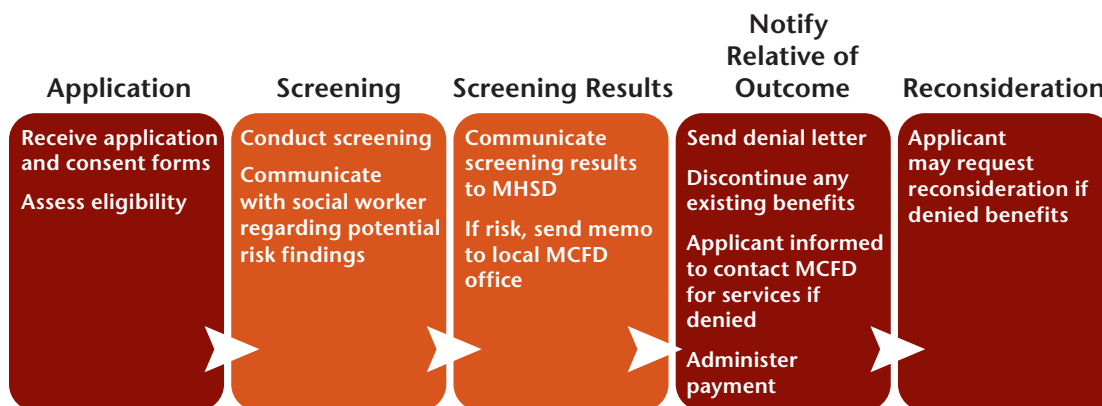 Application
Receive application
and consent forms
Assess eligibility
Screening
Conduct screening
Communicate
with social worker
regarding potential
risk findings
Screening Results
Communicate
screening results
to MHSD
If risk, send memo
to local MCFD
office
Notify
Relative of
Outcome
Send denial letter
Discontinue any
existing benefits
Applicant informed
to contact MCFD
for services if
denied
Administer
payment
Reconsideration
Applicant
may request
reconsideration if
denied benefits